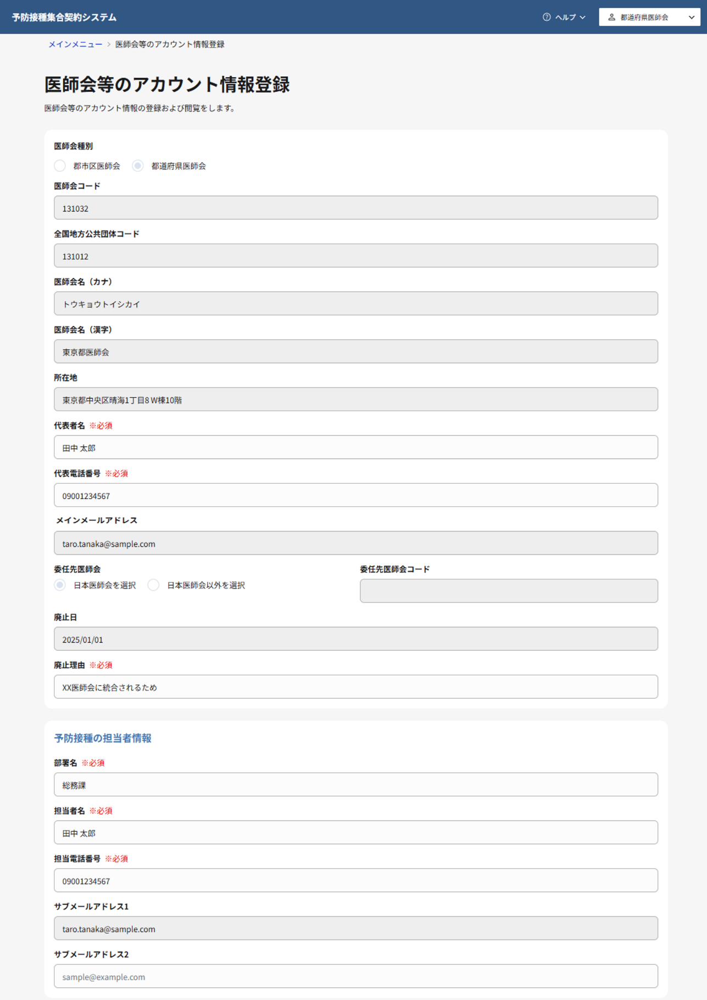 予防接種集合契約システム
ヘルプ
都道府県医師会
メインメニュー > 医師会等のアカウント情報登録
医師会等のアカウント情報登録
医師会等のアカウント情報の登録および閲覧をします。
医師会種別
郡市区医師会 都道府県医師会
医師会コード
131032
全国地方公共団体コード
131012
医師会名（カナ）
トウキョウトイシカイ
医師会名（漢字）
東京都医師会
所在地
東京都中央区晴海1丁目8 W棟10階
代表者名 ※必須
田中 太郎
代表電話番号 ※必須
09001234567
メインメールアドレス
taro.tanaka@sample.com
委任先医師会
日本医師会を選択 日本医師会以外を選択
委任先医師会コード
廃止日
2025/01/01
廃止理由 ※必須
XX医師会に統合されるため
予防接種の担当者情報
部署名 ※必須
総務課
担当者名 ※必須
田中 太郎
担当電話番号 ※必須
09001234567
サブメールアドレス1
taro.tanaka@sample.com
サブメールアドレス2
sample@example.com